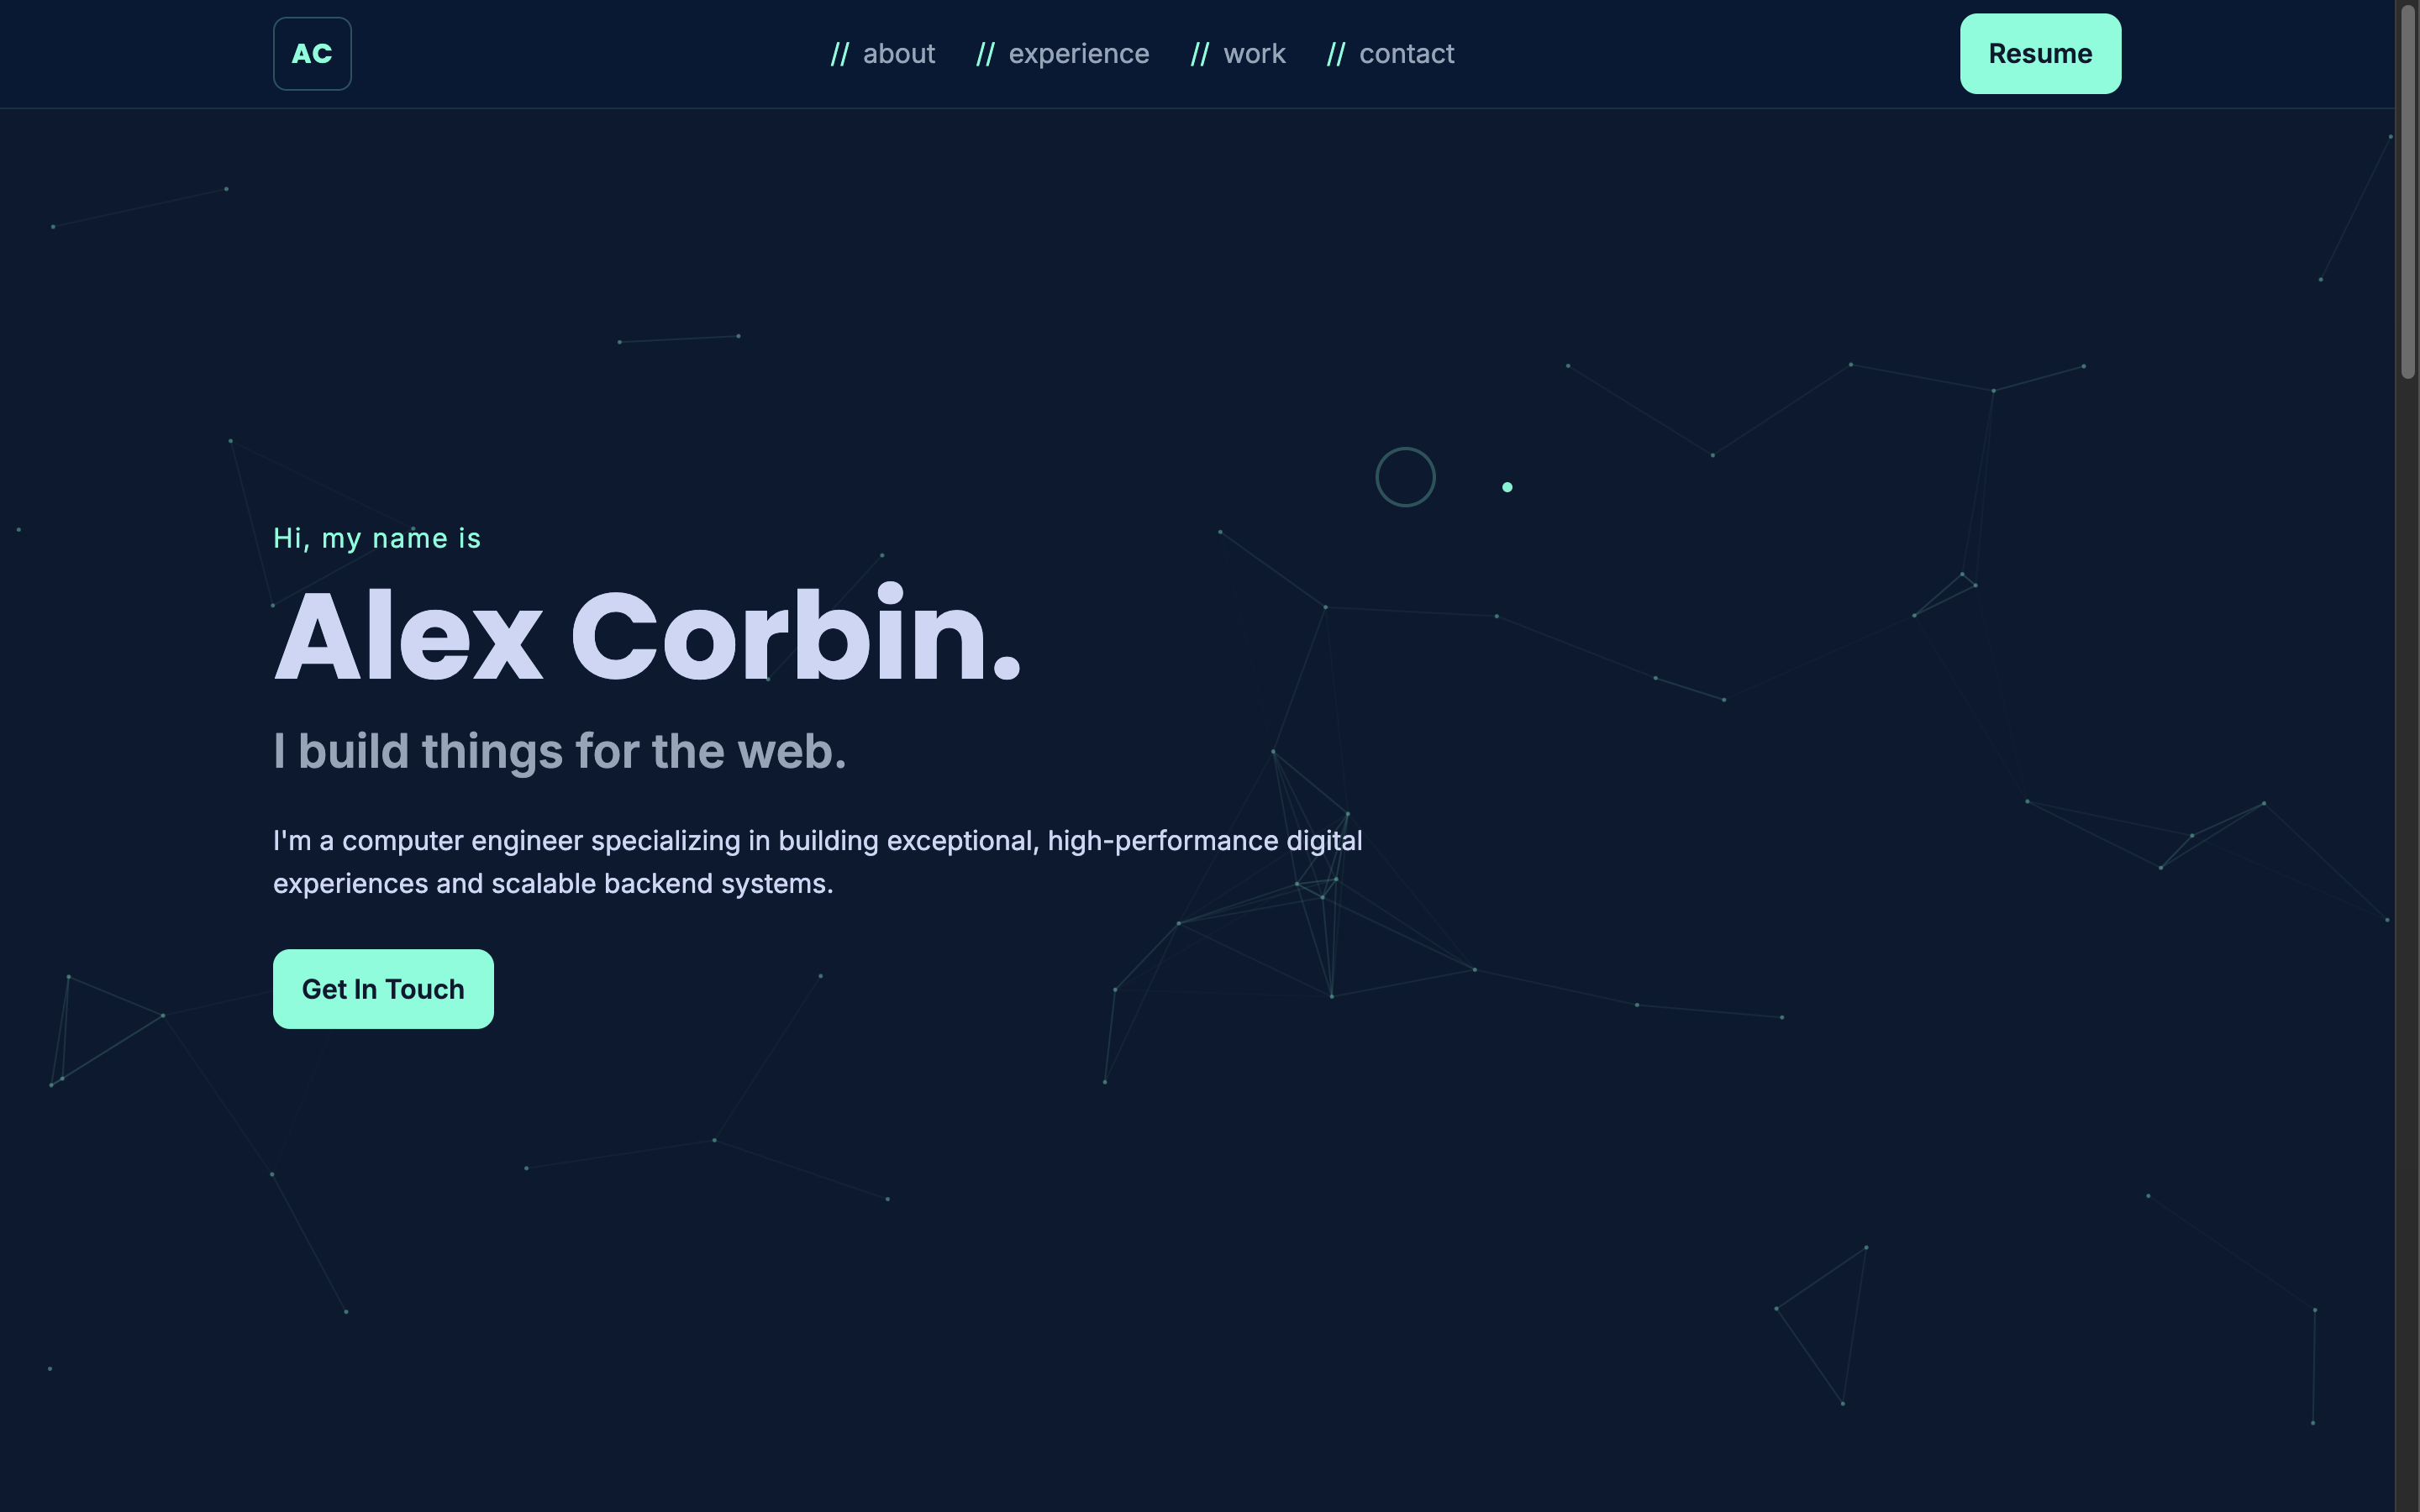 AC
// about
// experience
// work
// contact
Resume
Hi, my name is
Alex Corbin.
I build things for the web.
I'm a computer engineer specializing in building exceptional, high-performance digital
experiences and scalable backend systems.
Get In Touch